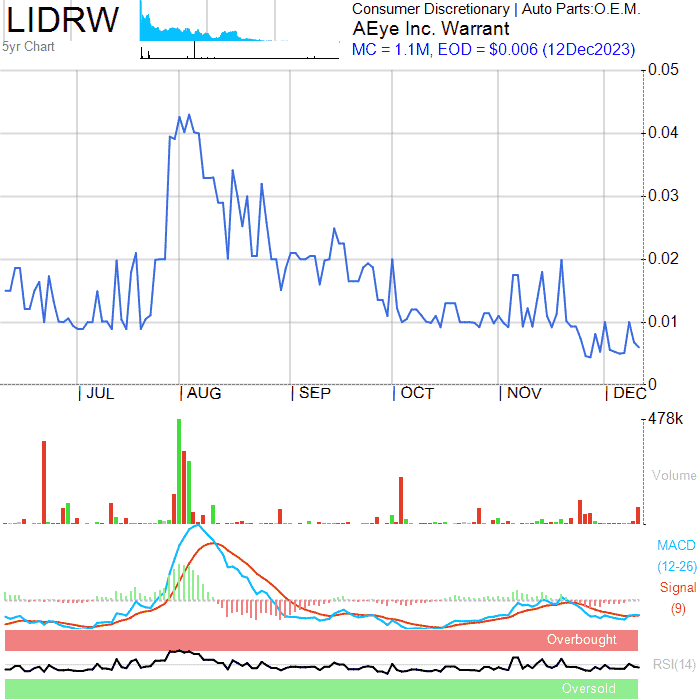 LIDRW
5yr Chart
Consumer Discretionary | Auto Parts:O.E.M.
AEye Inc. Warrant
MC = 1.1M, EOD = $0.006 (12Dec2023)
0.05
0.04
0.03
0.02
0.01
0
| JUL | AUG | SEP | OCT | NOV | DEC
478k
Volume
MACD
(12-26)
Signal
(9)
Overbought
RSI(14)
Oversold